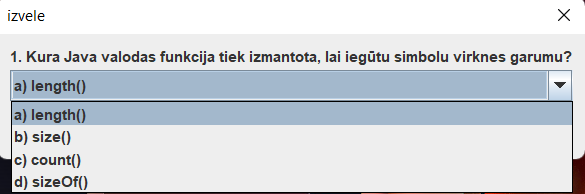 izvele
1. Kura Java valodas funkcija tiek izmantota, lai iegūtu simbolu virknes garumu?
a) length()
a) length()
b) size()
c) count()
d) sizeOf()